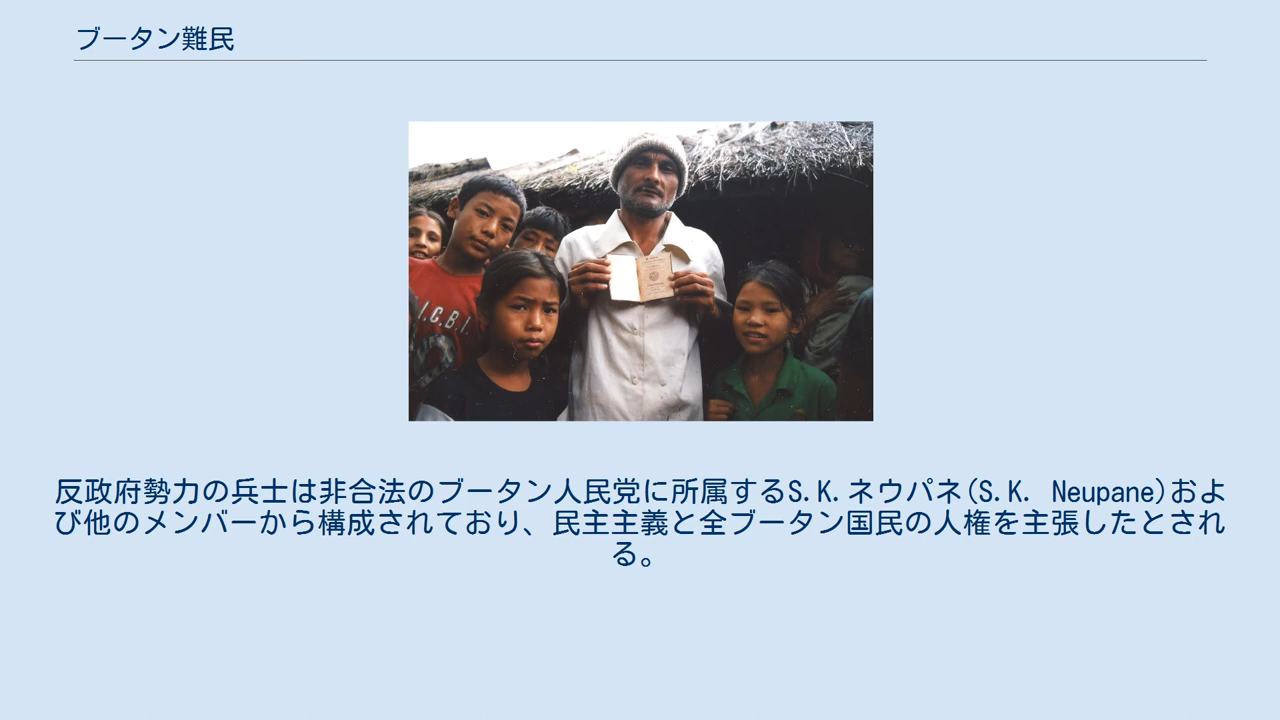 ブータン難民
I.C.B.I.
反政府勢力の兵士は非合法のブータン人民党に所属するS.K.ネウパネ(S.K. Neupane)およ
び他のメンバーから構成されており、民主主義と全ブータン国民の人権を主張したとされ
る。